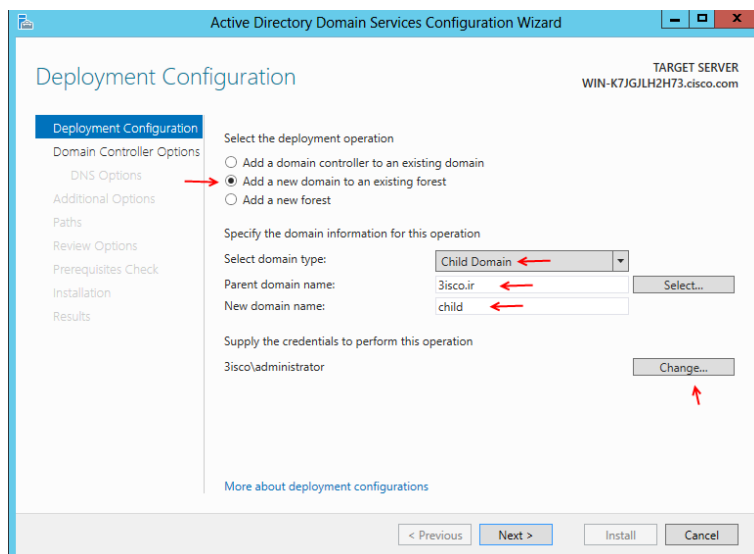 Active Directory Domain Services Configuration Wizard
Deployment Configuration
TARGET SERVER
WIN-K7JGJLH2H73.cisco.com
Deployment Configuration
Domain Controller Options
DNS Options
Additional Options
Paths
Review Options
Prerequisites Check
Installation
Results
Select the deployment operation
Add a domain controller to an existing domain
Add a new domain to an existing forest
Add a new forest
Specify the domain information for this operation
Select domain type: Child Domain
Parent domain name: 3isco.ir Select...
New domain name: child
Supply the credentials to perform this operation
3isco\administrator Change...
More about deployment configurations
< Previous Next > Install Cancel